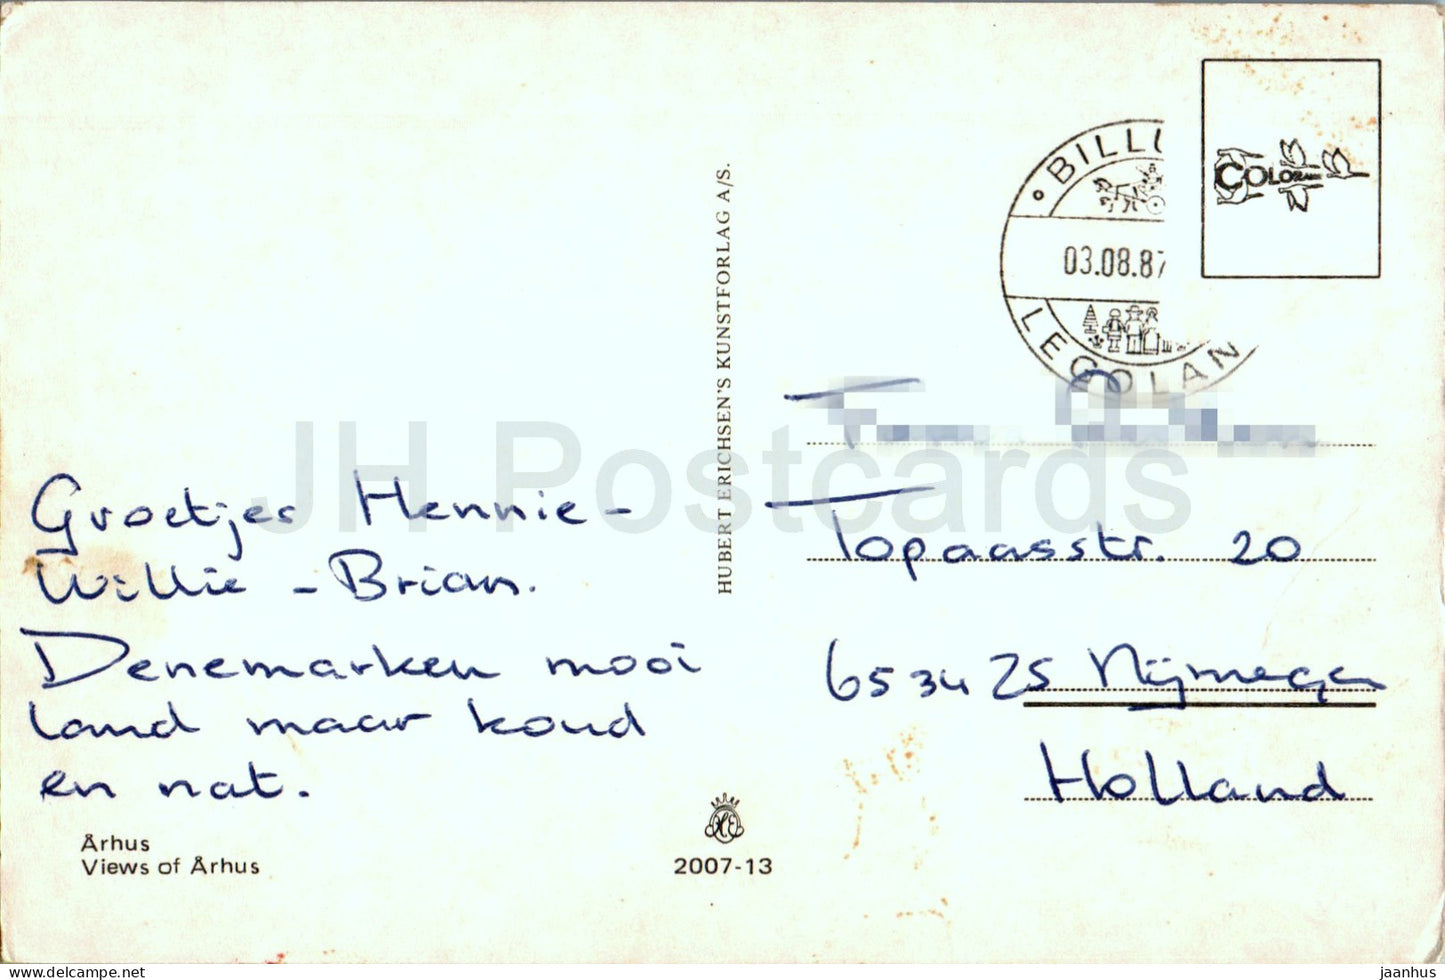 Groetjes Hennie -
Willie - Brian.
Denemarken mooi
land maar koud
en nat.
Århus
Views of Århus
HUBERT ERICHSEN'S KUNSTFORLAG A/S.
2007-13
BILLU
03.08.87
LEGOLAN
COLOR
Topaasstr. 20
6534 ZS Nijmegen
Holland
JH Postcards
www.delcampe.net
jaanhus